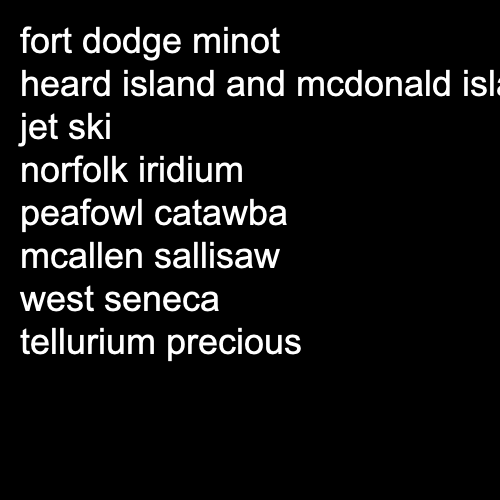 fort dodge minot
heard island and mcdonald isl
jet ski
norfolk iridium
peafowl catawba
mcallen sallisaw
west seneca
tellurium precious